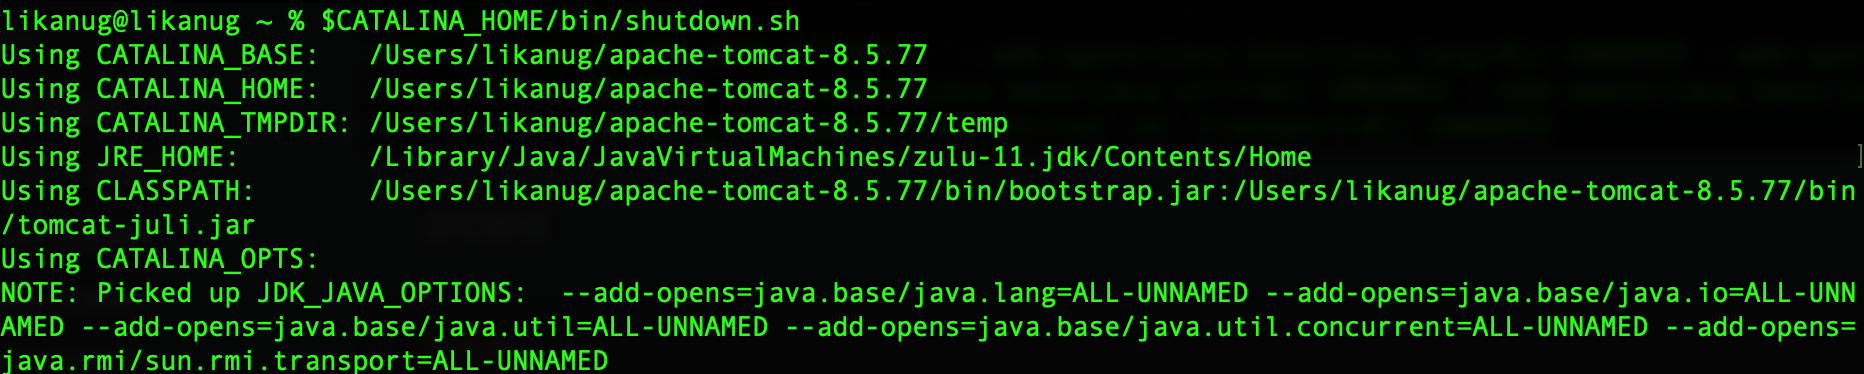 likanug@likanug ~ % $CATALINA_HOME/bin/shutdown.sh
Using CATALINA_BASE:   /Users/likanug/apache-tomcat-8.5.77
Using CATALINA_HOME:   /Users/likanug/apache-tomcat-8.5.77
Using CATALINA_TMPDIR: /Users/likanug/apache-tomcat-8.5.77/temp
Using JRE_HOME:        /Library/Java/JavaVirtualMachines/zulu-11.jdk/Contents/Home ]
Using CLASSPATH:       /Users/likanug/apache-tomcat-8.5.77/bin/bootstrap.jar:/Users/likanug/apache-tomcat-8.5.77/bin
/tomcat-juli.jar
Using CATALINA_OPTS:
NOTE: Picked up JDK_JAVA_OPTIONS:  --add-opens=java.base/java.lang=ALL-UNNAMED --add-opens=java.base/java.io=ALL-UNN
AMED --add-opens=java.base/java.util=ALL-UNNAMED --add-opens=java.base/java.util.concurrent=ALL-UNNAMED --add-opens=
java.rmi/sun.rmi.transport=ALL-UNNAMED